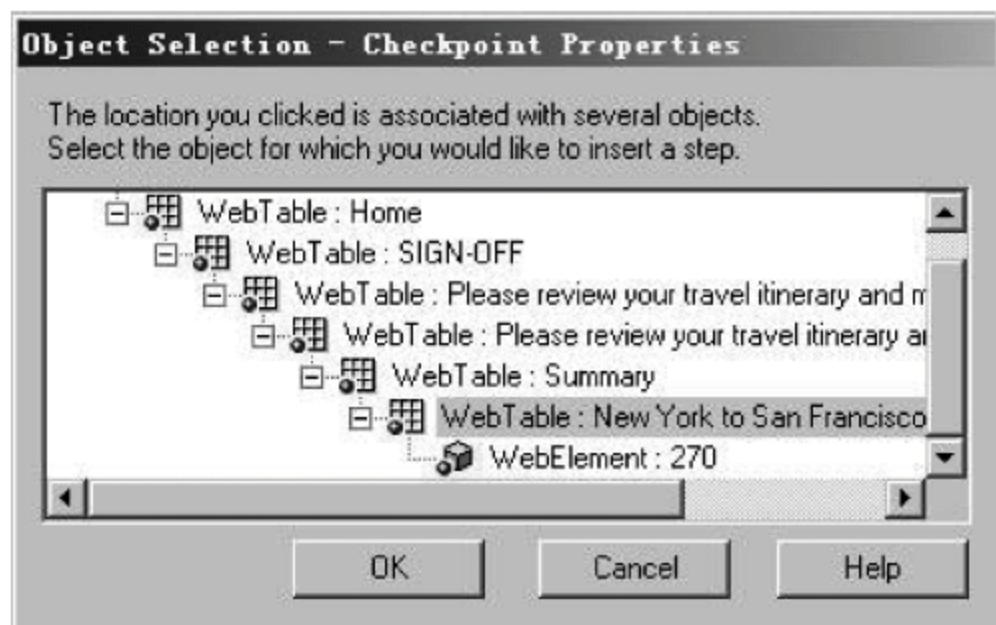 Object Selection - Checkpoint Properties
The location you clicked is associated with several objects.
Select the object for which you would like to insert a step.
WebTable : Home
WebTable : SIGN-OFF
WebTable : Please review your travel itinerary and
WebTable : Please review your travel itinerary
WebTable : Summary
WebTable : New York to San Francisco
WebElement : 270
OK Cancel Help